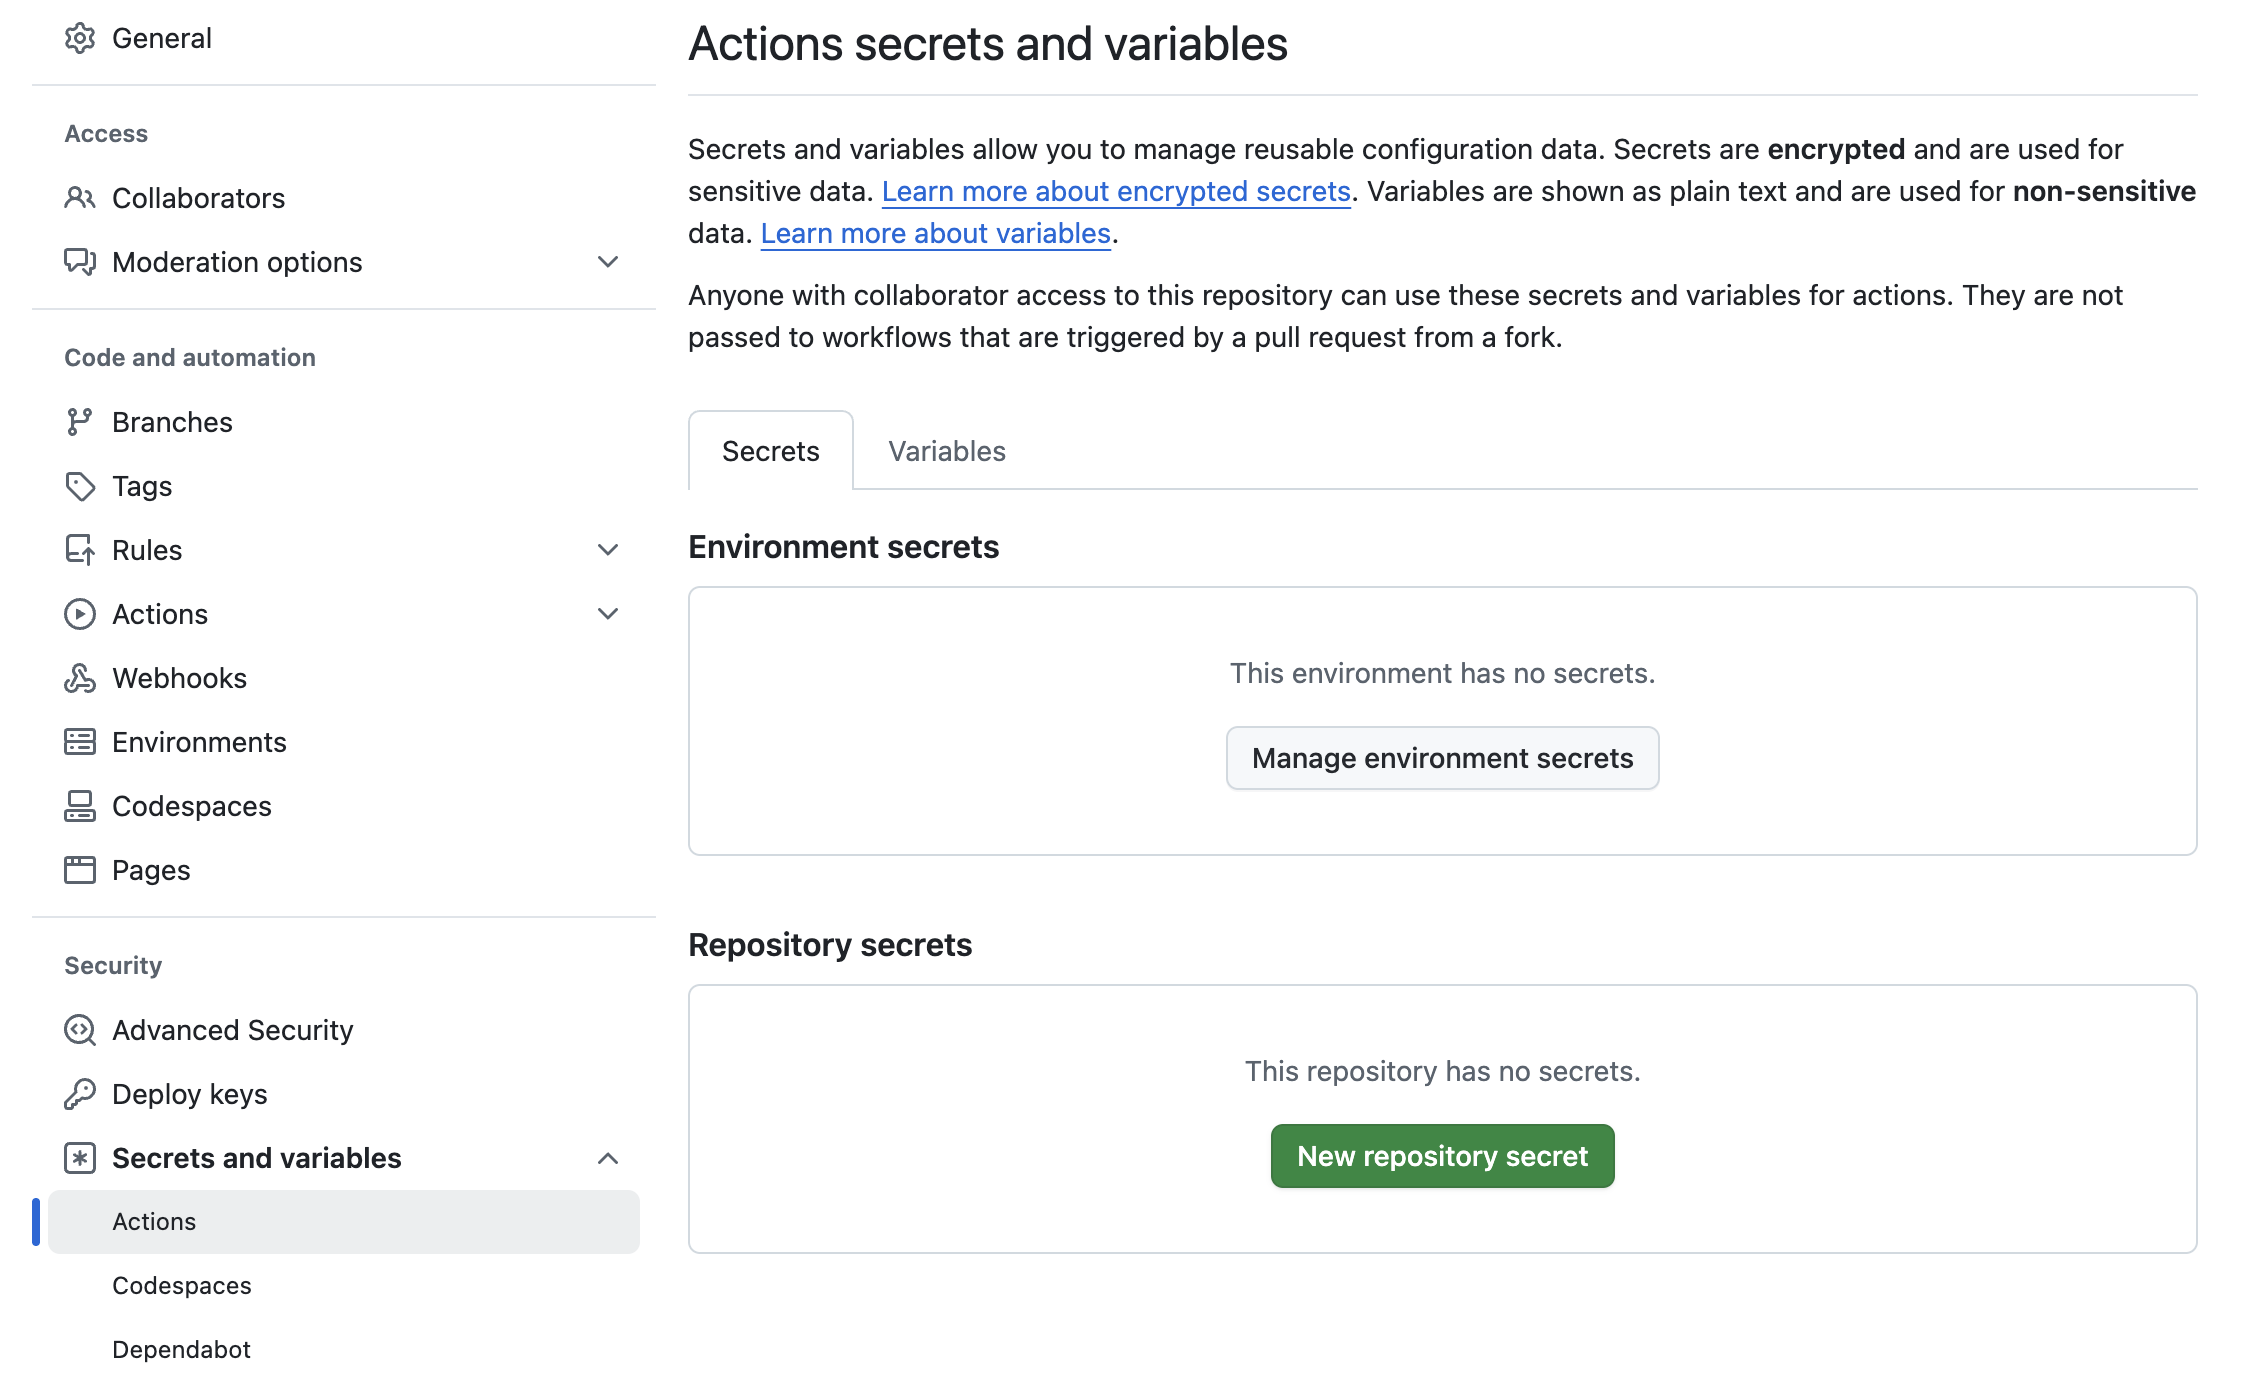 General
Access
Collaborators
Moderation options
Code and automation
Branches
Tags
Rules
Actions
Webhooks
Environments
Codespaces
Pages
Security
Advanced Security
Deploy keys
Secrets and variables
Actions
Codespaces
Dependabot
Actions secrets and variables
Secrets and variables allow you to manage reusable configuration data. Secrets are encrypted and are used for
sensitive data. Learn more about encrypted secrets. Variables are shown as plain text and are used for non-sensitive
data. Learn more about variables.
Anyone with collaborator access to this repository can use these secrets and variables for actions. They are not
passed to workflows that are triggered by a pull request from a fork.
Secrets
Variables
Environment secrets
This environment has no secrets.
Manage environment secrets
Repository secrets
This repository has no secrets.
New repository secret